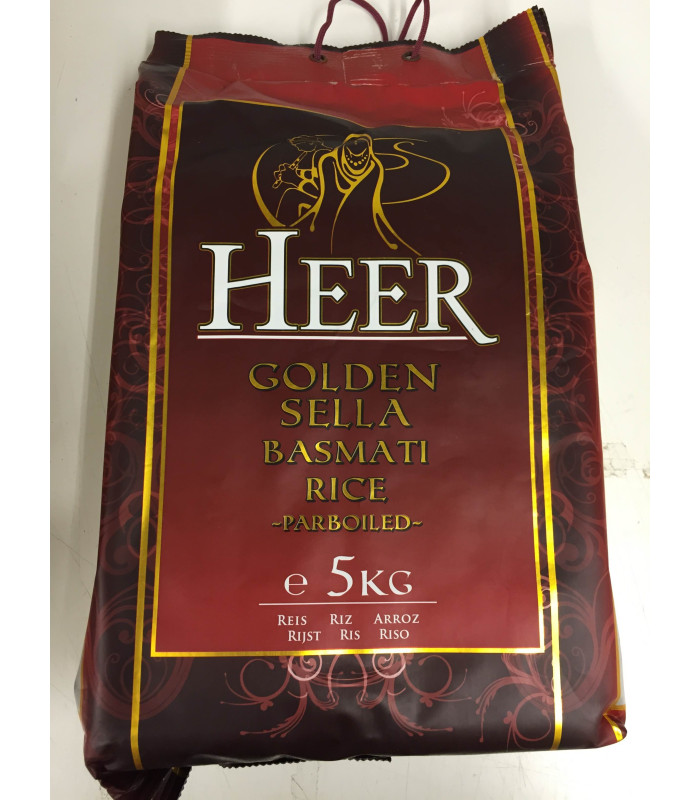 HEER
GOLDEN
SELLA
BASMATI
RICE
~PARBOILED~
℮ 5KG
REIS RIZ ARROZ
RIJST RIS RISO